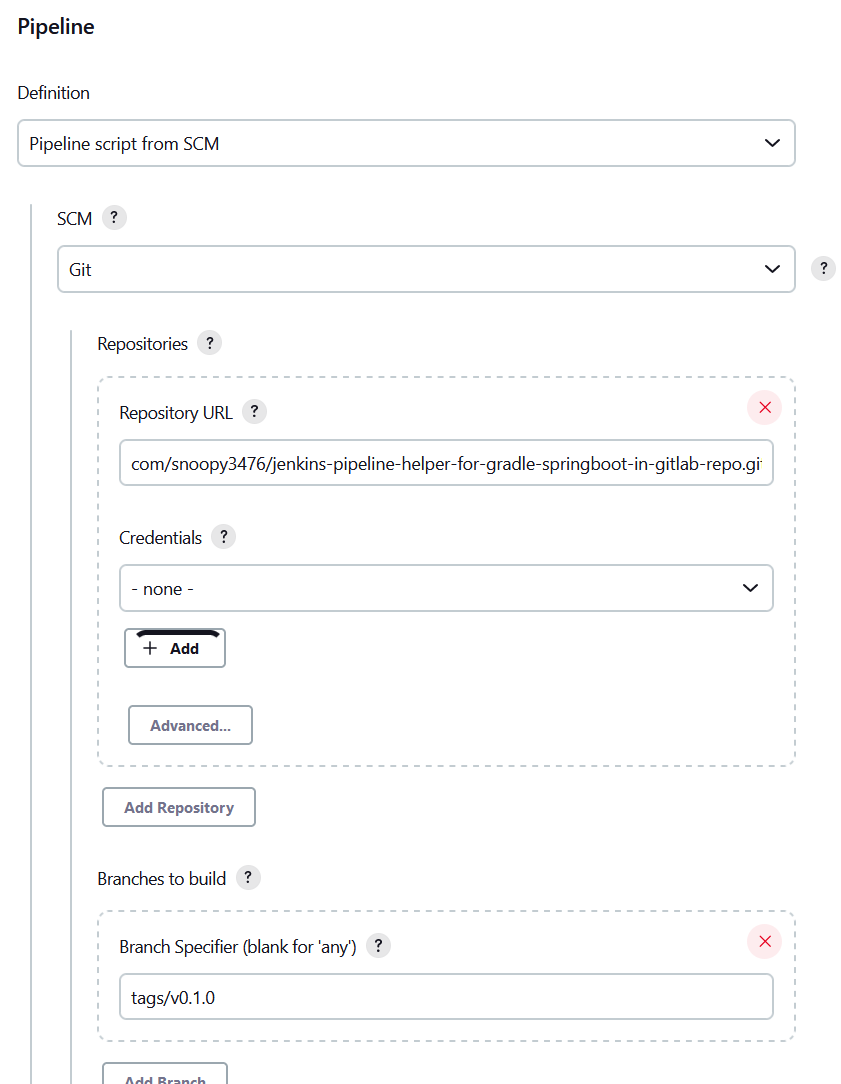 Pipeline
Definition
Pipeline script from SCM
SCM ?
Git
?
Repositories ?
Repository URL ?
com/snoopy3476/jenkins-pipeline-helper-for-gradle-springboot-in-gitlab-repo.gi
Credentials ?
- none -
+ Add
Advanced...
Add Repository
Branches to build ?
Branch Specifier (blank for 'any') ?
tags/v0.1.0
Add Branch